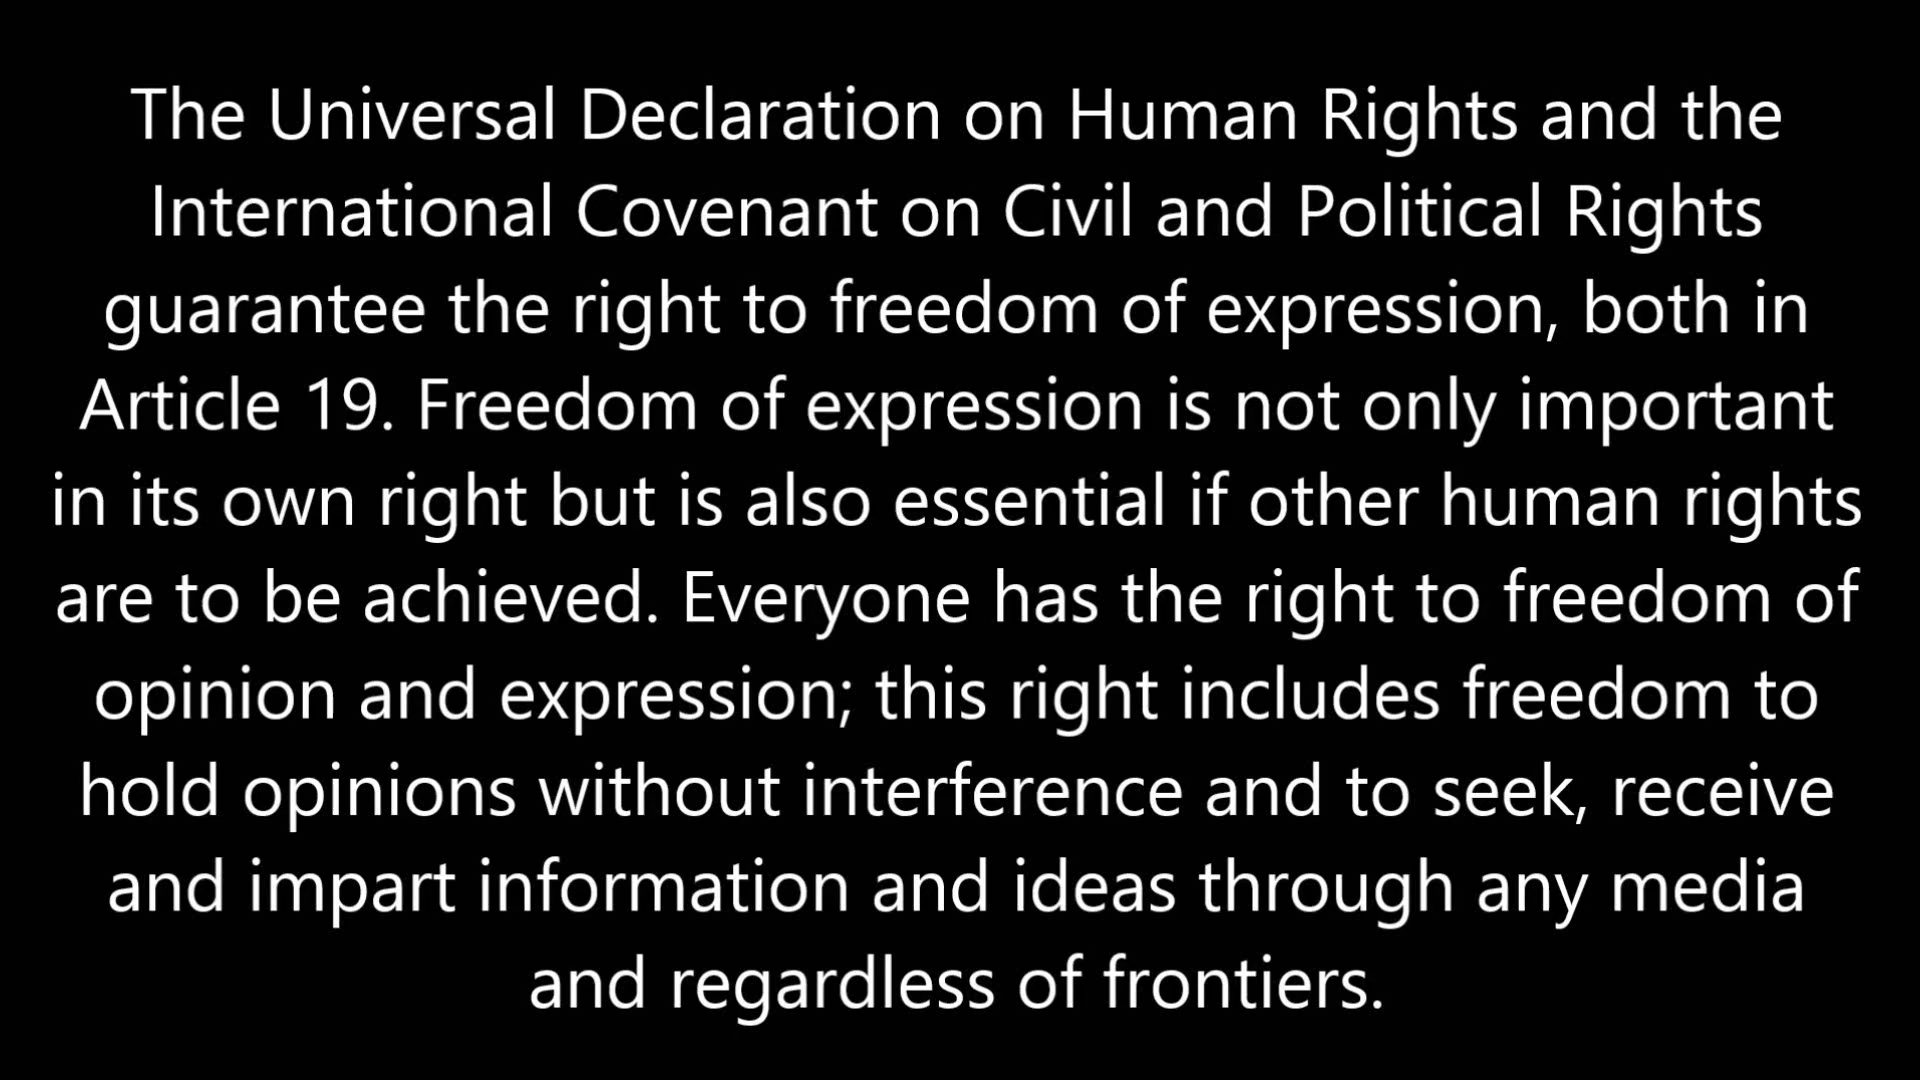 The Universal Declaration on Human Rights and the
International Covenant on Civil and Political Rights
guarantee the right to freedom of expression, both in
Article 19. Freedom of expression is not only important
in its own right but is also essential if other human rights
are to be achieved. Everyone has the right to freedom of
opinion and expression; this right includes freedom to
hold opinions without interference and to seek, receive
and impart information and ideas through any media
and regardless of frontiers.